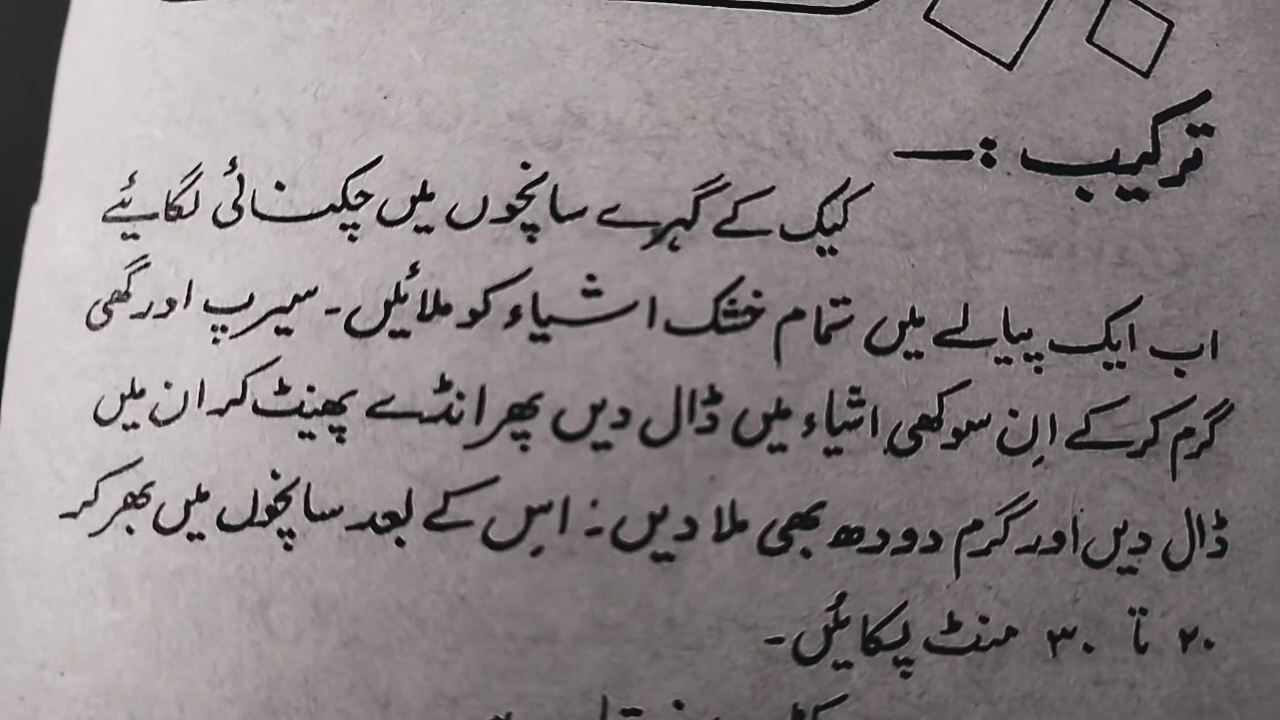 ترکیب :—
کیک کے گہرے سانچوں میں چکنائی لگائیے
اب ایک پیالے میں تمام خشک اشیاء کو ملائیں۔ سیرپ اور گھی
گرم کر کے اِن سوکھی اشیاء میں ڈال دیں پھر انڈے پھینٹ کر ان میں
ڈال دیں اور گرم دودھ بھی ملا دیں۔ اس کے بعد سانچوں میں بھر کر
۲۰ تا ۳۰ منٹ پکائیں۔